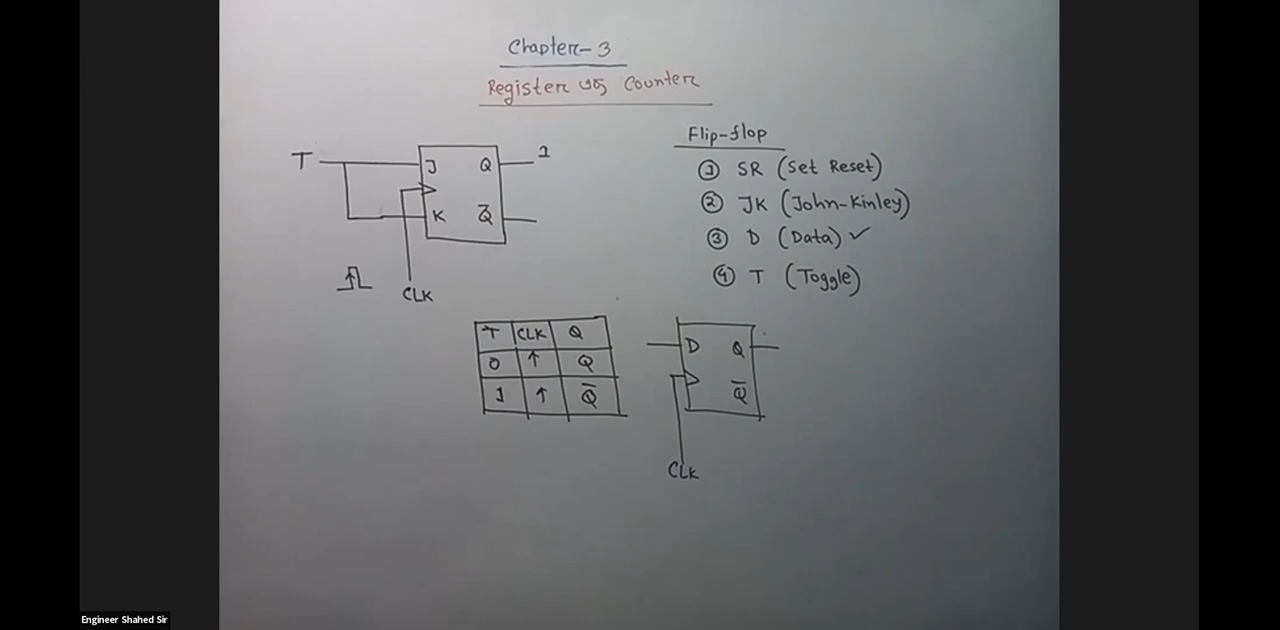 Chapter-3
Register এবং Counter
Flip-flop
① SR (Set Reset)
② JK (John-Kinley)
③ D (Data) ✓
④ T (Toggle)
T J Q 1
K Q̅
CLK
T CLK Q
0 ↑ Q
1 ↑ Q̅
D Q
Q̅
CLK
Engineer Shahed Sir